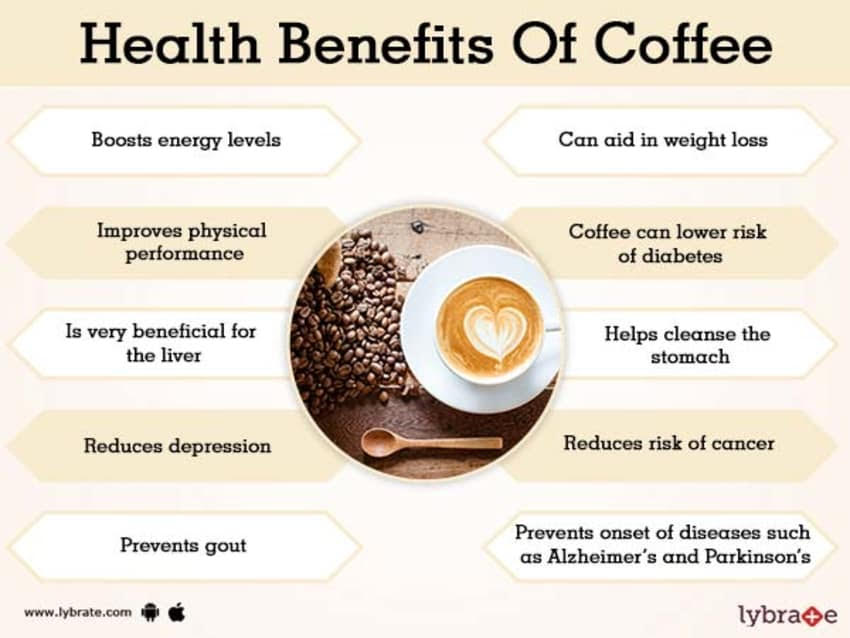 Health Benefits Of Coffee
Boosts energy levels
Can aid in weight loss
Improves physical
performance
Coffee can lower risk
of diabetes
Is very beneficial for
the liver
Helps cleanse the
stomach
Reduces depression
Reduces risk of cancer
Prevents gout
Prevents onset of diseases such
as Alzheimer's and Parkinson's
www.lybrate.com
lybrate